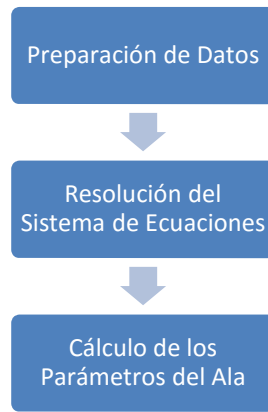 Preparación de Datos
Resolución del
Sistema de Ecuaciones
Cálculo de los
Parámetros del Ala